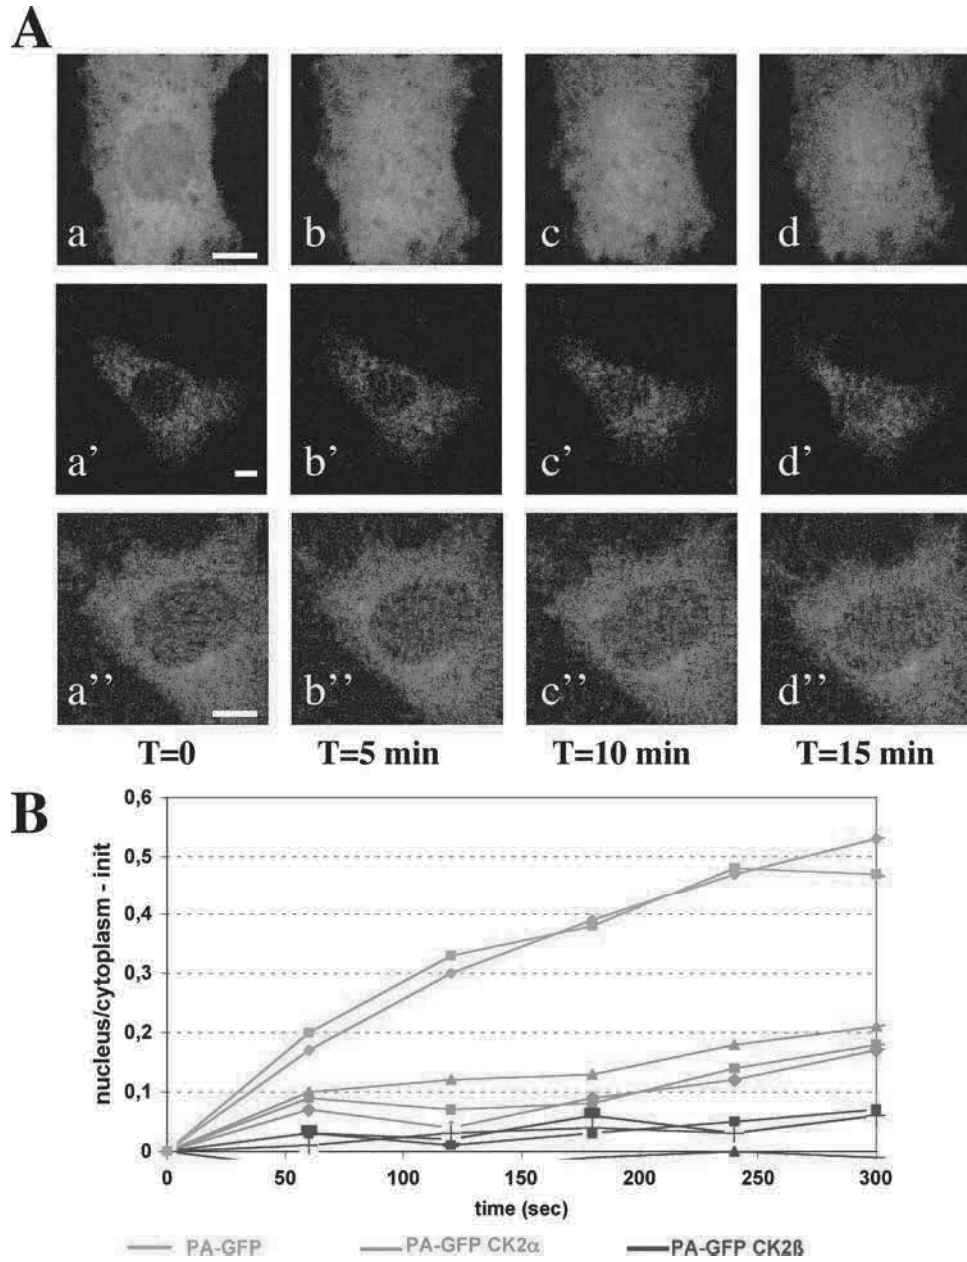 A
a
b
c
d
a’
b’
c’
d’
a’’
b’’
c’’
d’’
T=0
T=5 min
T=10 min
T=15 min
B
0,6
0,5
0,4
0,3
0,2
0,1
0
nucleus/cytoplasm - init
0
50
100
150
200
250
300
time (sec)
PA-GFP
PA-GFP CK2α
PA-GFP CK2ß